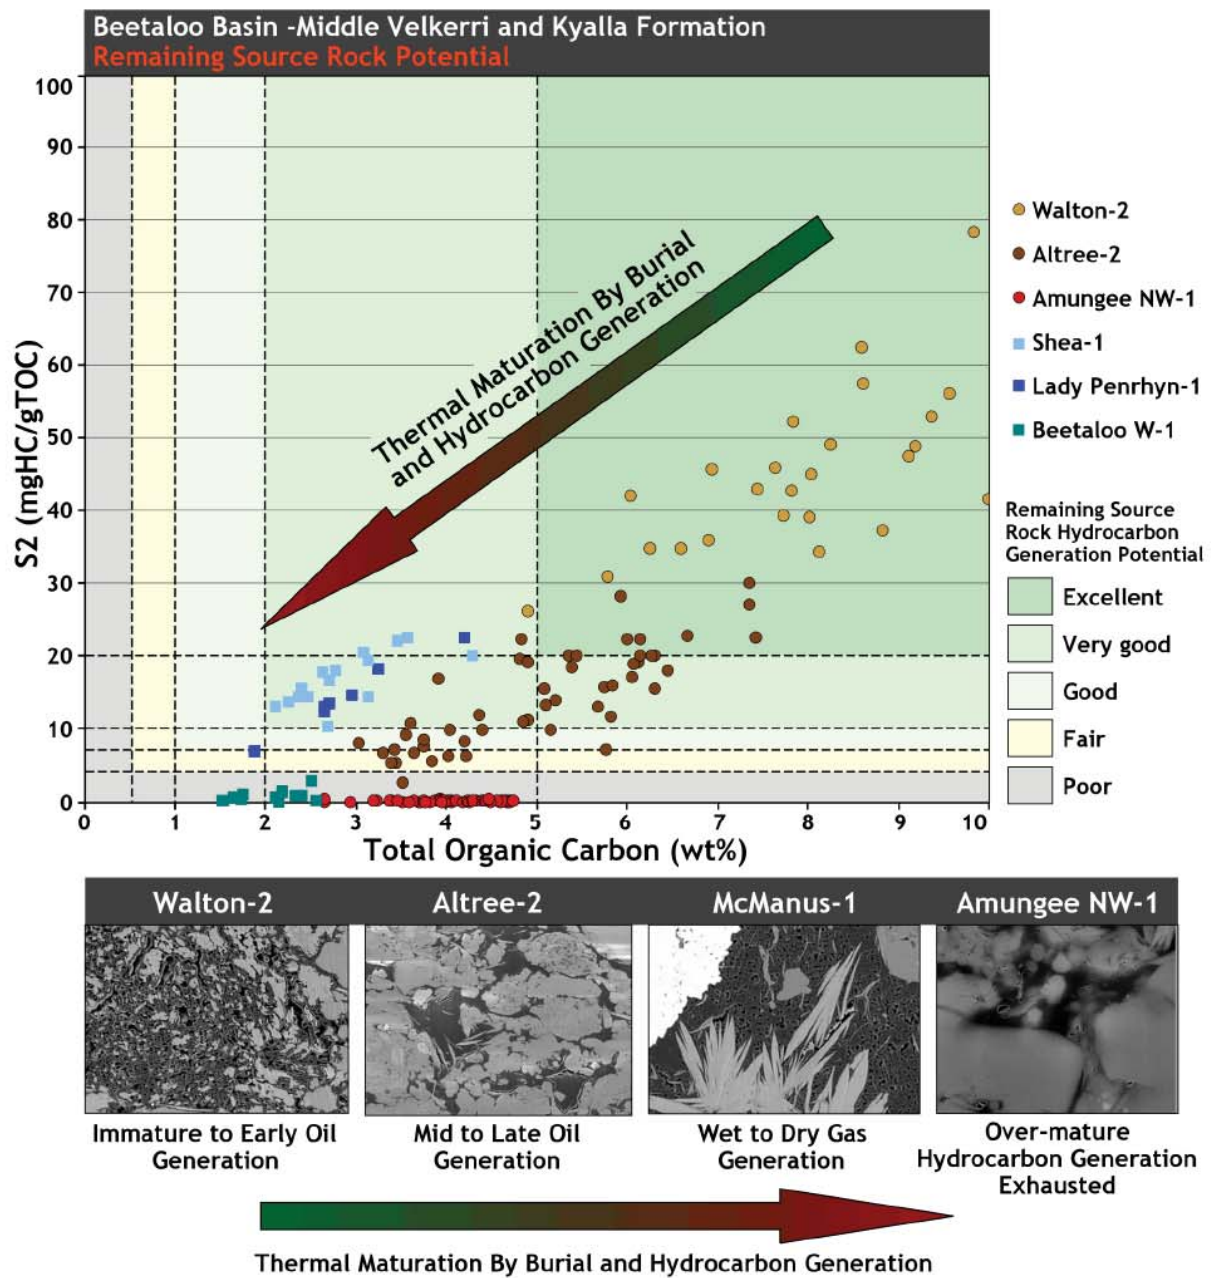 Beetaloo Basin -Middle Velkerri and Kyalla Formation
Remaining Source Rock Potential
100
90
80
70
60
50
40
30
20
10
0
S2 (mgHC/gTOC)
Thermal Maturation By Burial
and Hydrocarbon Generation
0 1 2 3 4 5 6 7 8 9 10
Total Organic Carbon (wt%)
Walton-2
Altree-2
Amungee NW-1
Shea-1
Lady Penrhyn-1
Beetaloo W-1
Remaining Source
Rock Hydrocarbon
Generation Potential
Excellent
Very good
Good
Fair
Poor
Walton-2
Altree-2
McManus-1
Amungee NW-1
Immature to Early Oil
Generation
Mid to Late Oil
Generation
Wet to Dry Gas
Generation
Over-mature
Hydrocarbon Generation
Exhausted
Thermal Maturation By Burial and Hydrocarbon Generation